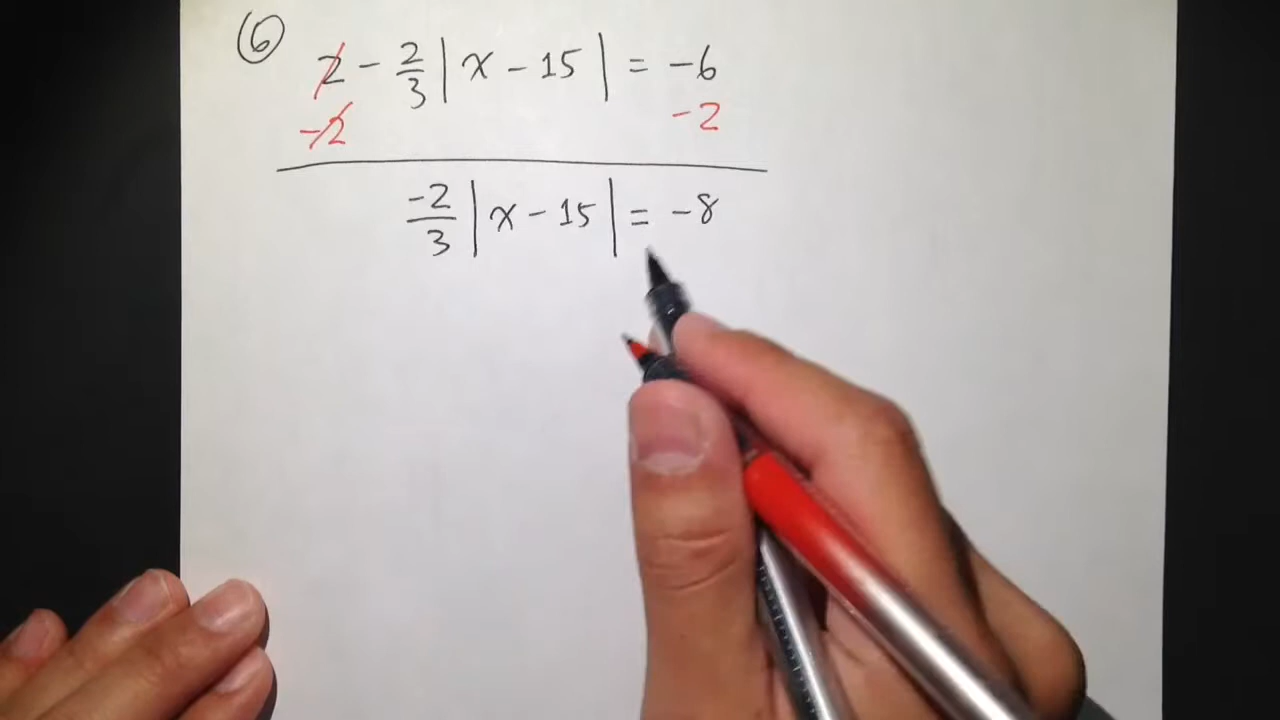 ⑥ 2 - 2/3 |x - 15| = -6
-2 -2
-2/3 |x - 15| = -8